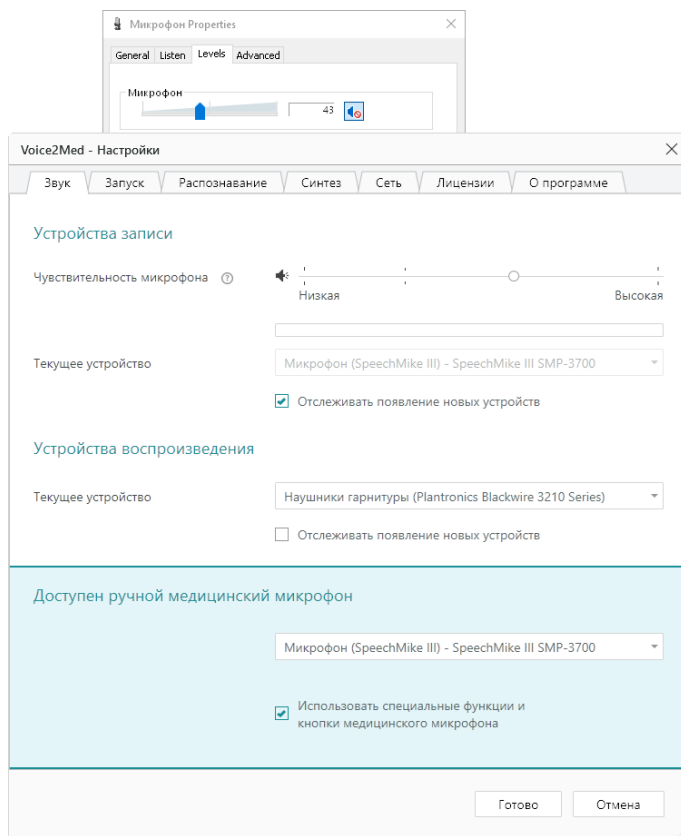 Микрофон Properties
General Listen Levels Advanced
Микрофон
43
Voice2Med - Настройки
Звук Запуск Распознавание Синтез Сеть Лицензии О программе
Устройства записи
Чувствительность микрофона ?
Низкая Высокая
Текущее устройство Микрофон (SpeechMike III) - SpeechMike III SMP-3700
Отслеживать появление новых устройств
Устройства воспроизведения
Текущее устройство Наушники гарнитуры (Plantronics Blackwire 3210 Series)
Отслеживать появление новых устройств
Доступен ручной медицинский микрофон
Микрофон (SpeechMike III) - SpeechMike III SMP-3700
Использовать специальные функции и
кнопки медицинского микрофона
Готово Отмена